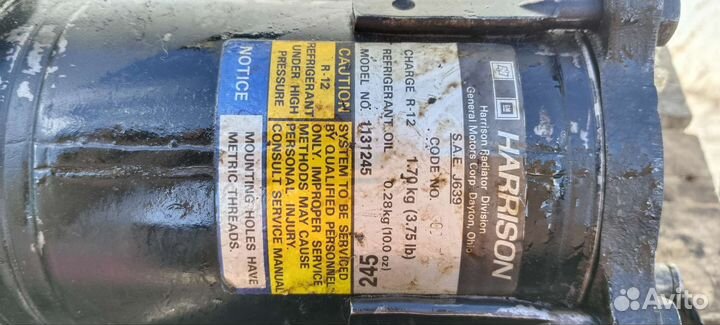 HARRISON
Harrison Radiator Division
General Motors Corp. Dayton, Ohio
S.A.E. J639
CODE NO.
CHARGE R-12 1.70 kg (3.75 lb)
REFRIGERANT OIL 0.28 kg (10.0 oz)
MODEL NO. 1131245 245
CAUTION
R-12
REFRIGERANT
UNDER HIGH
PRESSURE
SYSTEM TO BE SERVICED
BY QUALIFIED PERSONNEL
ONLY. IMPROPER SERVICE
METHODS MAY CAUSE
PERSONAL INJURY.
CONSULT SERVICE MANUAL
NOTICE
MOUNTING HOLES HAVE
METRIC THREADS.
Avito